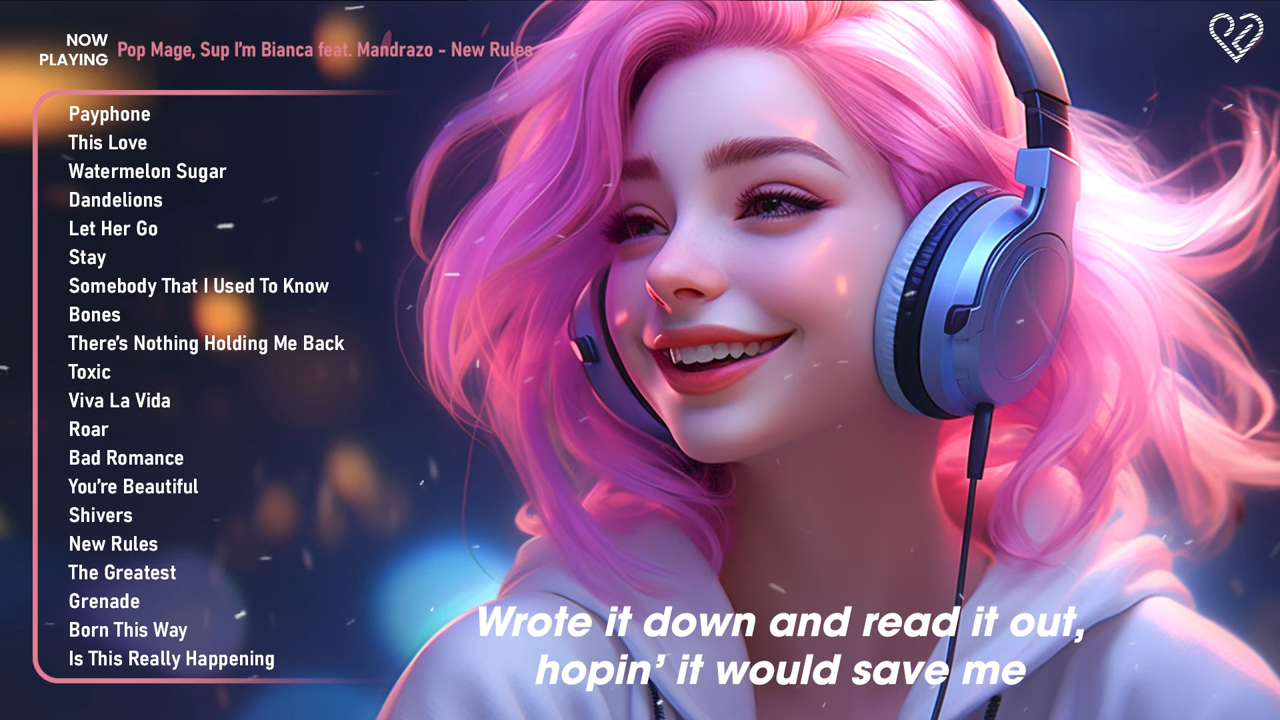 NOW
PLAYING
Pop Mage, Sup I'm Bianca feat. Mandrazo - New Rules
Payphone
This Love
Watermelon Sugar
Dandelions
Let Her Go
Stay
Somebody That I Used To Know
Bones
There's Nothing Holding Me Back
Toxic
Viva La Vida
Roar
Bad Romance
You're Beautiful
Shivers
New Rules
The Greatest
Grenade
Born This Way
Is This Really Happening
Wrote it down and read it out,
hopin' it would save me